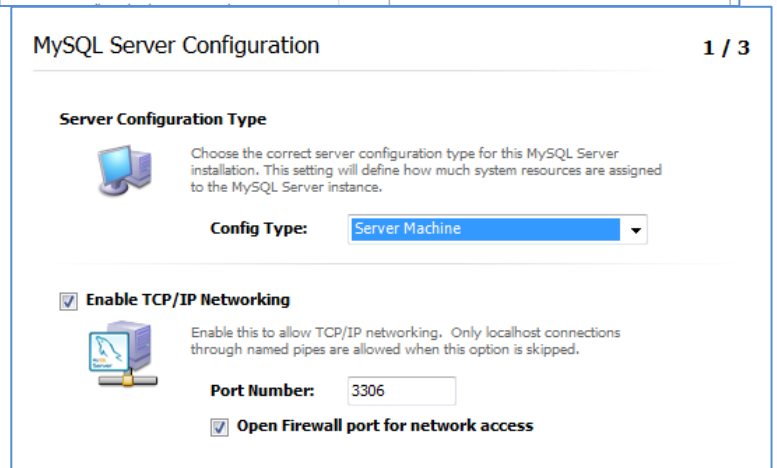 MySQL Server Configuration
1 / 3
Server Configuration Type
Choose the correct server configuration type for this MySQL Server
installation. This setting will define how much system resources are assigned
to the MySQL Server instance.
Config Type:
Server Machine
Enable TCP/IP Networking
Enable this to allow TCP/IP networking. Only localhost connections
through named pipes are allowed when this option is skipped.
Port Number:
3306
Open Firewall port for network access